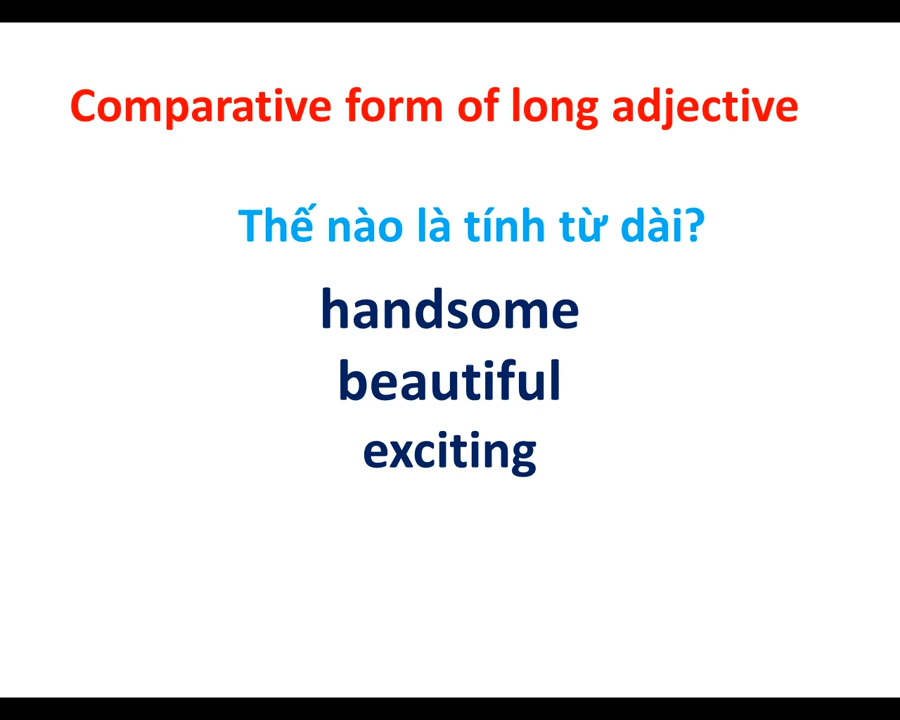 Comparative form of long adjective
Thế nào là tính từ dài?
handsome
beautiful
exciting